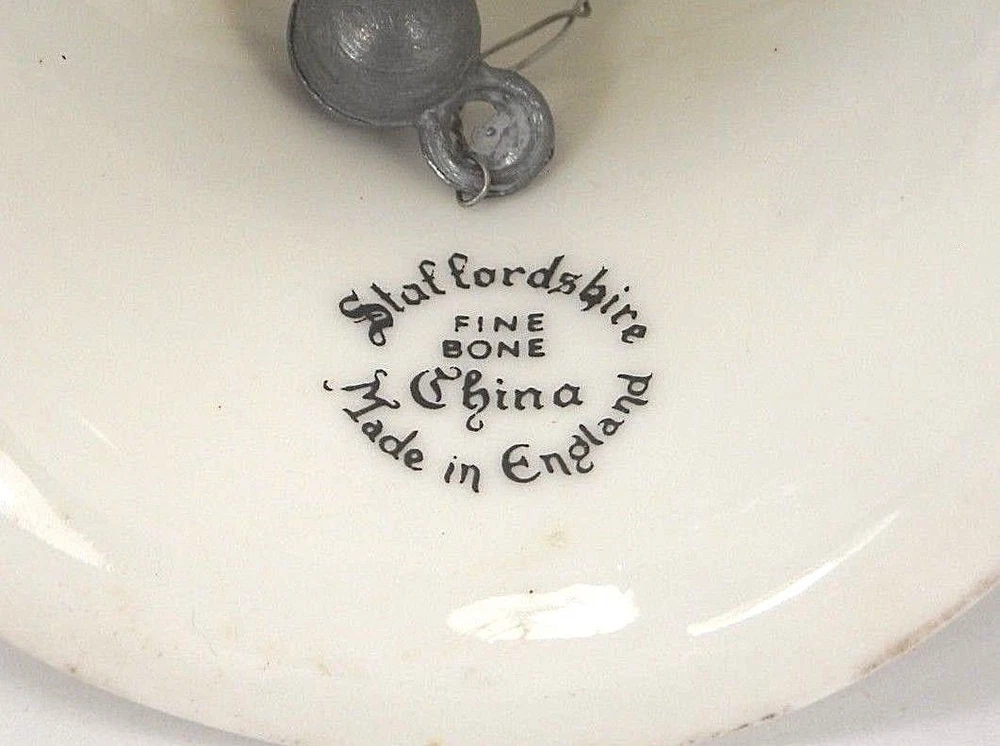 Staffordshire
FINE
BONE
China
Made in England